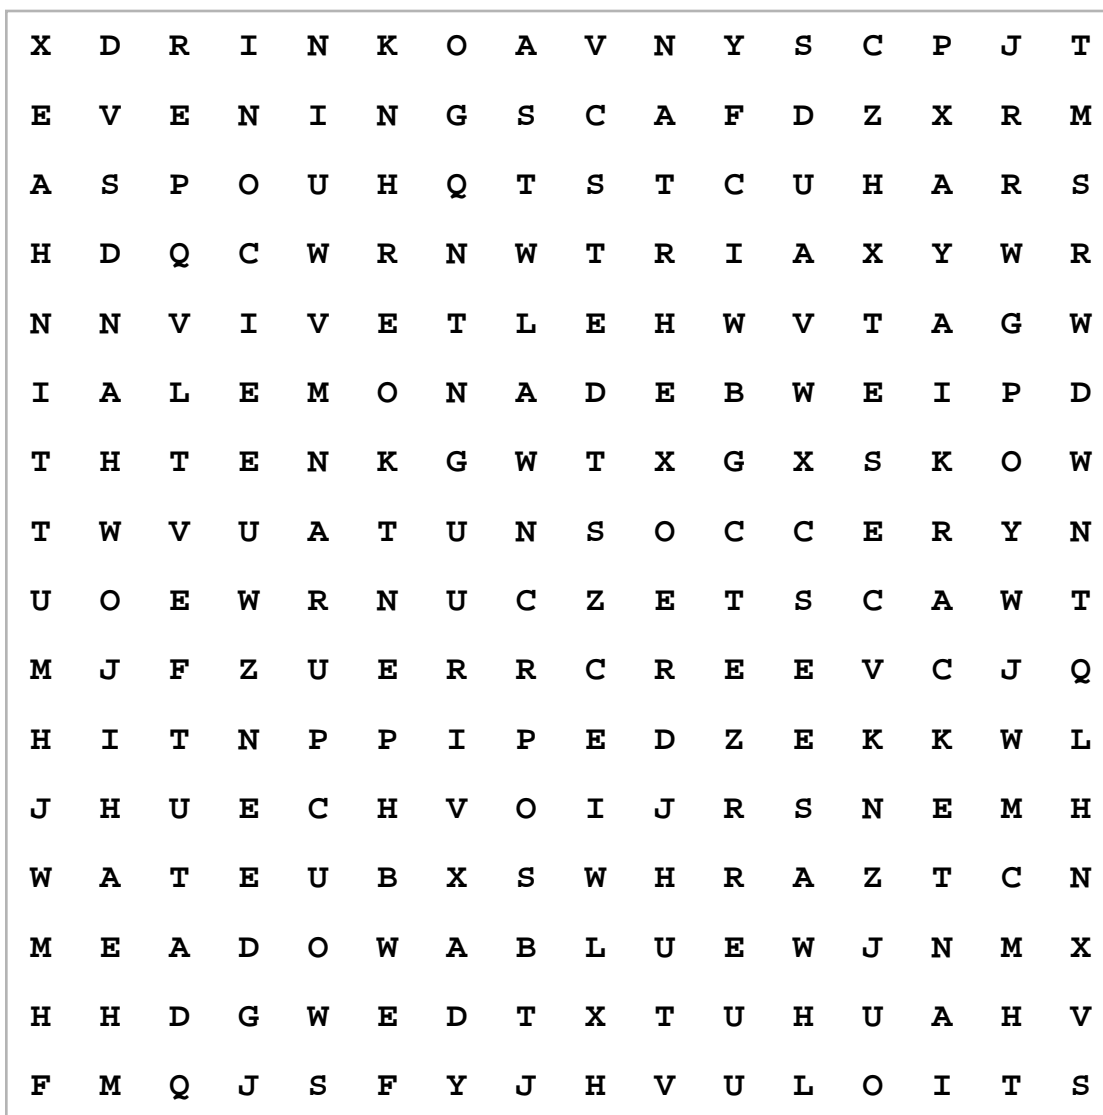 X D R I N K O A V N Y S C P J T
E V E N I N G S C A F D Z X R M
A S P O U H Q T S T C U H A R S
H D Q C W R N W T R I A X Y W R
N N V I V E T L E H W V T A G W
I A L E M O N A D E B W E I P D
T H T E N K G W T X G X S K O W
T W V U A T U N S O C C E R Y N
U O E W R N U C Z E T S C A W T
M J F Z U E R R C R E E V C J Q
H I T N P P I P E D Z E K K W L
J H U E C H V O I J R S N E M H
W A T E U B X S W H R A Z T C N
M E A D O W A B L U E W J N M X
H H D G W E D T X T U H U A H V
F M Q J S F Y J H V U L O I T S